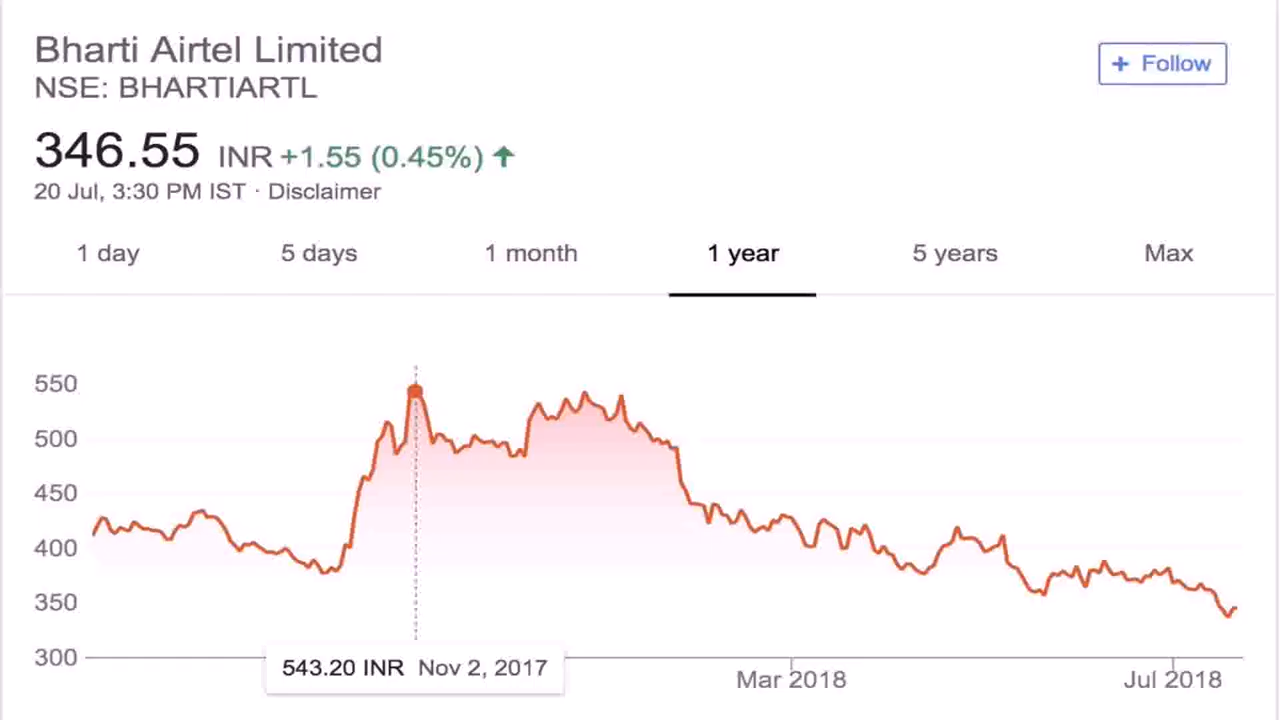 Bharti Airtel Limited
NSE: BHARTIARTL
+ Follow
346.55 INR +1.55 (0.45%) ↑
20 Jul, 3:30 PM IST · Disclaimer
1 day 5 days 1 month 1 year 5 years Max
550
500
450
400
350
300
543.20 INR Nov 2, 2017
Mar 2018 Jul 2018